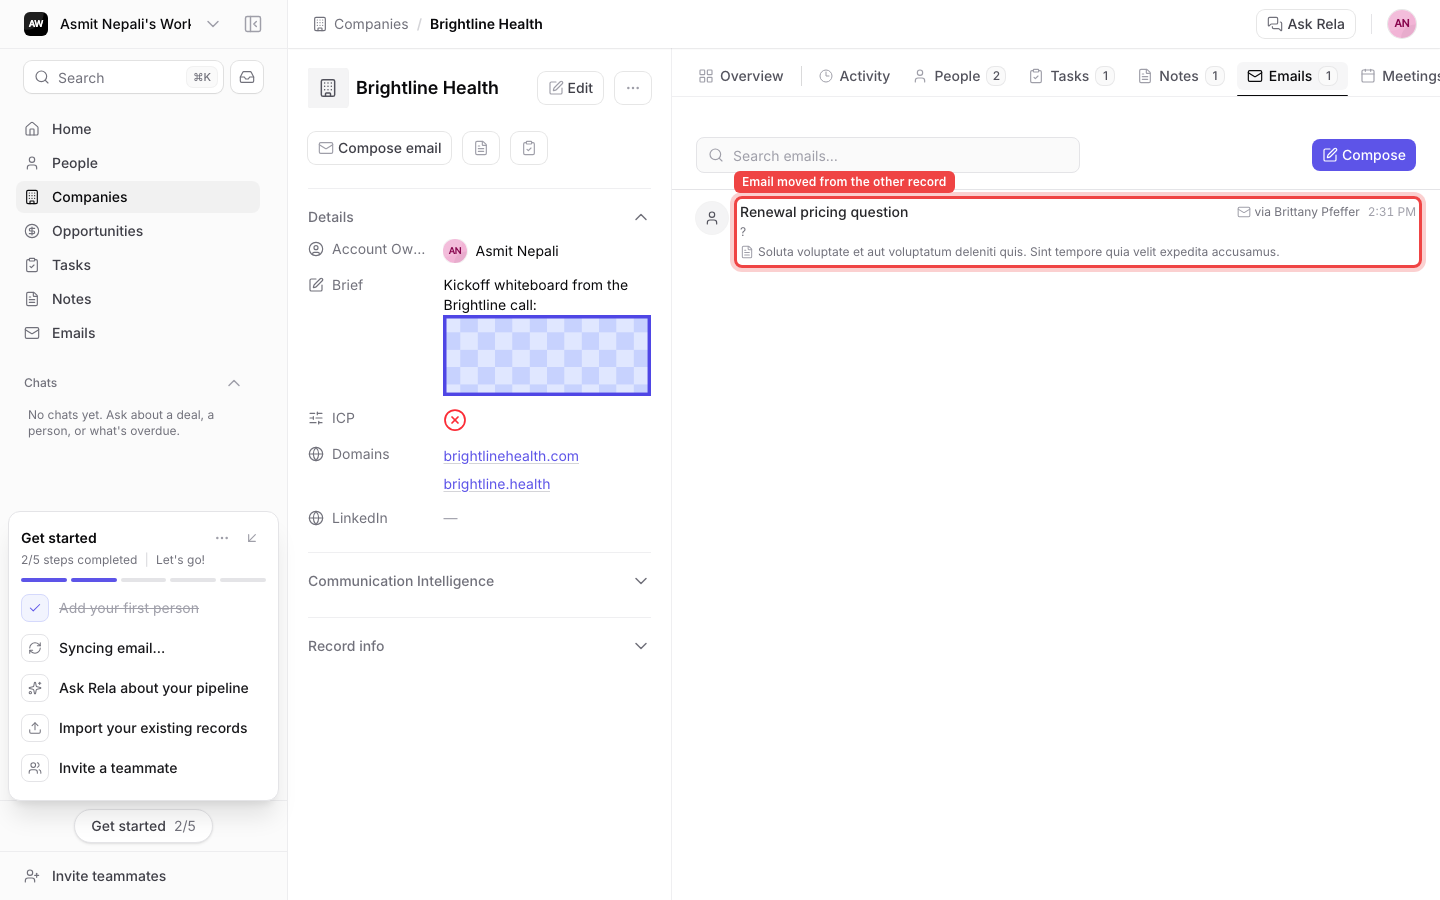 AW Asmit Nepali's Work
Search ⌘K
Home
People
Companies
Opportunities
Tasks
Notes
Emails
Chats
No chats yet. Ask about a deal, a
person, or what's overdue.
Get started
2/5 steps completed Let's go!
Add your first person
Syncing email...
Ask Rela about your pipeline
Import your existing records
Invite a teammate
Get started 2/5
Invite teammates
Companies / Brightline Health
Ask Rela AN
Brightline Health
Edit
Compose email
Details
Account Ow... AN Asmit Nepali
Brief Kickoff whiteboard from the
Brightline call:
ICP
Domains brightlinehealth.com
brightline.health
LinkedIn —
Communication Intelligence
Record info
Overview Activity People 2 Tasks 1 Notes 1 Emails 1 Meetings
Search emails...
Compose
Email moved from the other record
Renewal pricing question via Brittany Pfeffer 2:31 PM
?
Soluta voluptate et aut voluptatum deleniti quis. Sint tempore quia velit expedita accusamus.